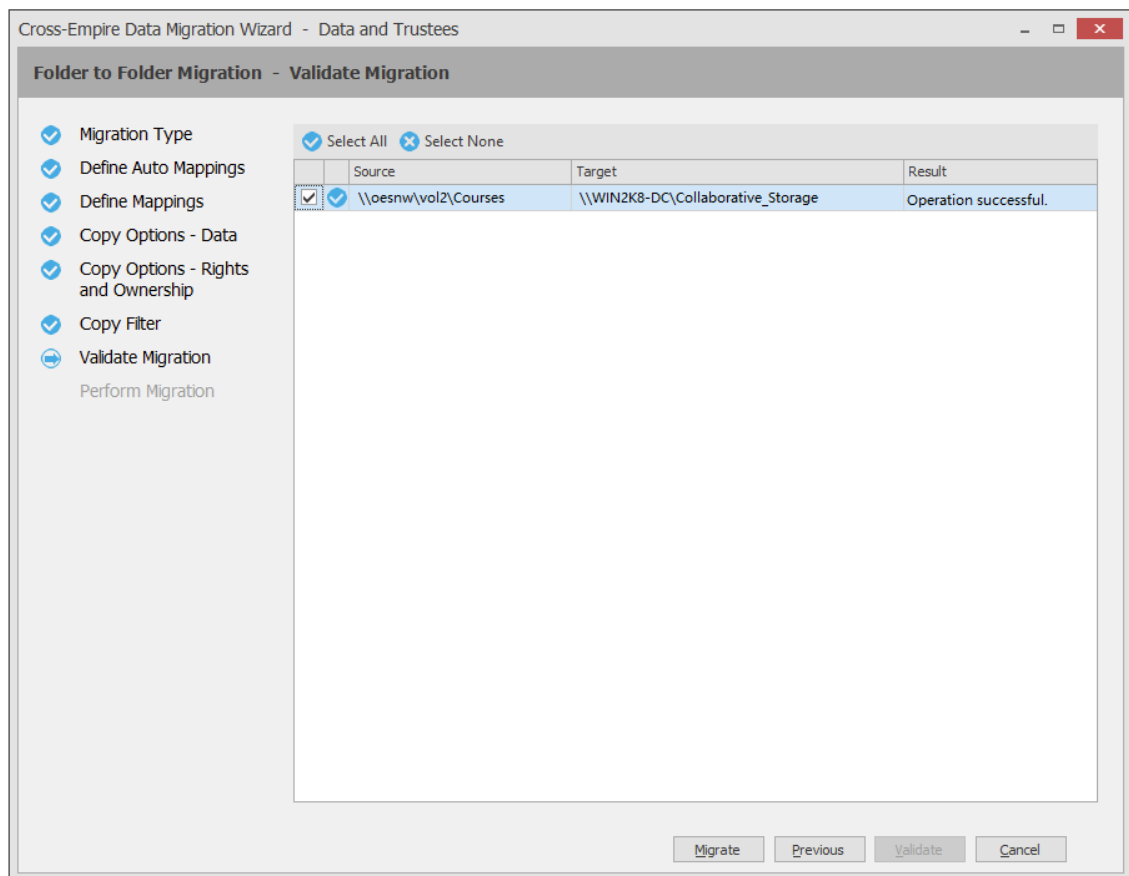 Cross-Empire Data Migration Wizard - Data and Trustees
Folder to Folder Migration - Validate Migration
Migration Type
Define Auto Mappings
Define Mappings
Copy Options - Data
Copy Options - Rights
and Ownership
Copy Filter
Validate Migration
Perform Migration
Select All Select None
Source Target Result
\\oesnw\vol2\Courses \\WIN2K8-DC\Collaborative_Storage Operation successful.
Migrate Previous Validate Cancel